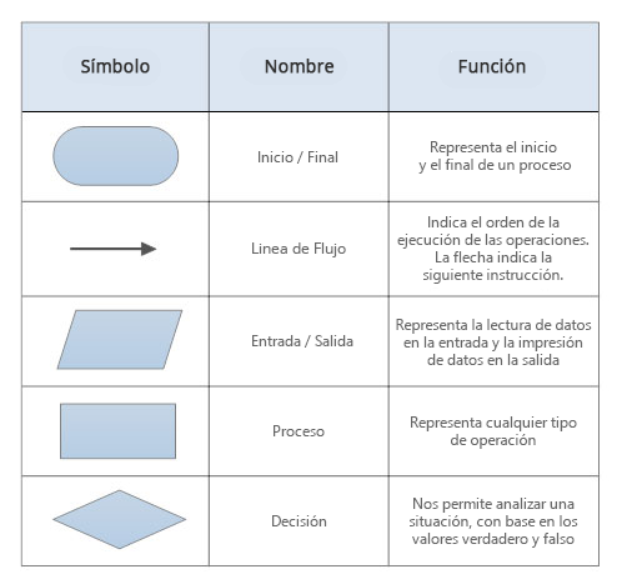 Símbolo
Nombre
Función
Inicio / Final
Representa el inicio
y el final de un proceso
Linea de Flujo
Indica el orden de la
ejecución de las operaciones.
La flecha indica la
siguiente instrucción.
Entrada / Salida
Representa la lectura de datos
en la entrada y la impresión
de datos en la salida
Proceso
Representa cualquier tipo
de operación
Decisión
Nos permite analizar una
situación, con base en los
valores verdadero y falso